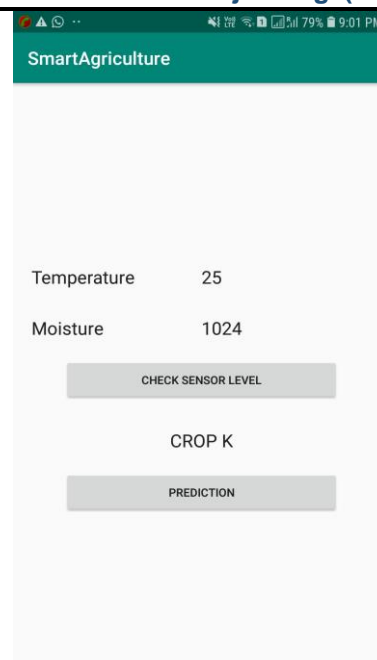 79% 9:01 PM
SmartAgriculture
Temperature 25
Moisture 1024
CHECK SENSOR LEVEL
CROP K
PREDICTION